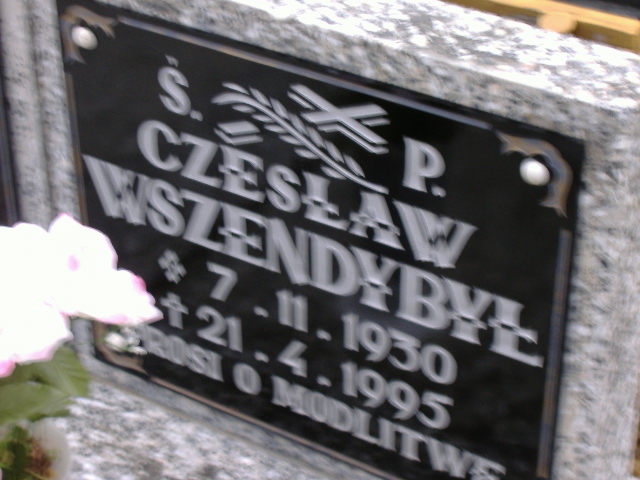 Ś. P.
CZESŁAW
WSZENDYBYŁ
* 7 . 11 . 1930
† 21 . 4 . 1995
PROSI O MODLITWĘ